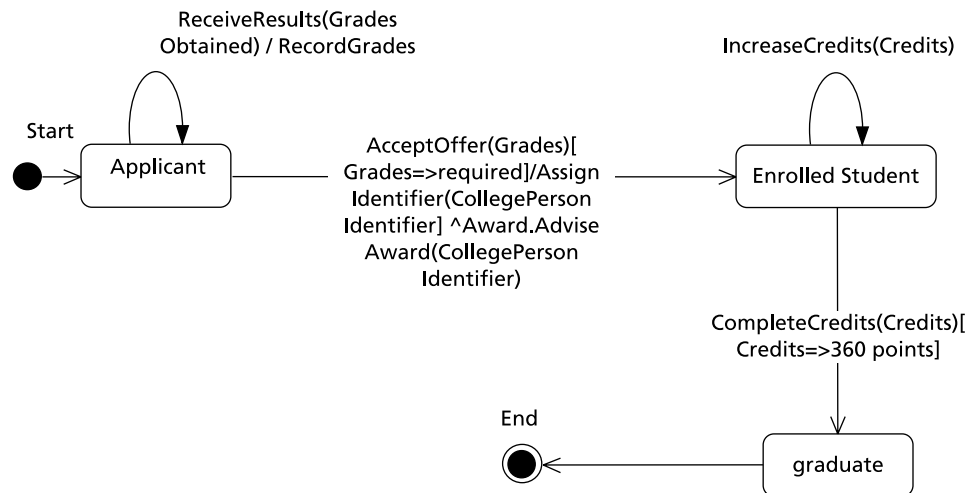 ReceiveResults(Grades
Obtained) / RecordGrades
IncreaseCredits(Credits)
Start
Applicant
AcceptOffer(Grades)[
Grades=>required]/Assign
Identifier(CollegePerson
Identifier] ^Award.Advise
Award(CollegePerson
Identifier)
Enrolled Student
CompleteCredits(Credits)[
Credits=>360 points]
End
graduate